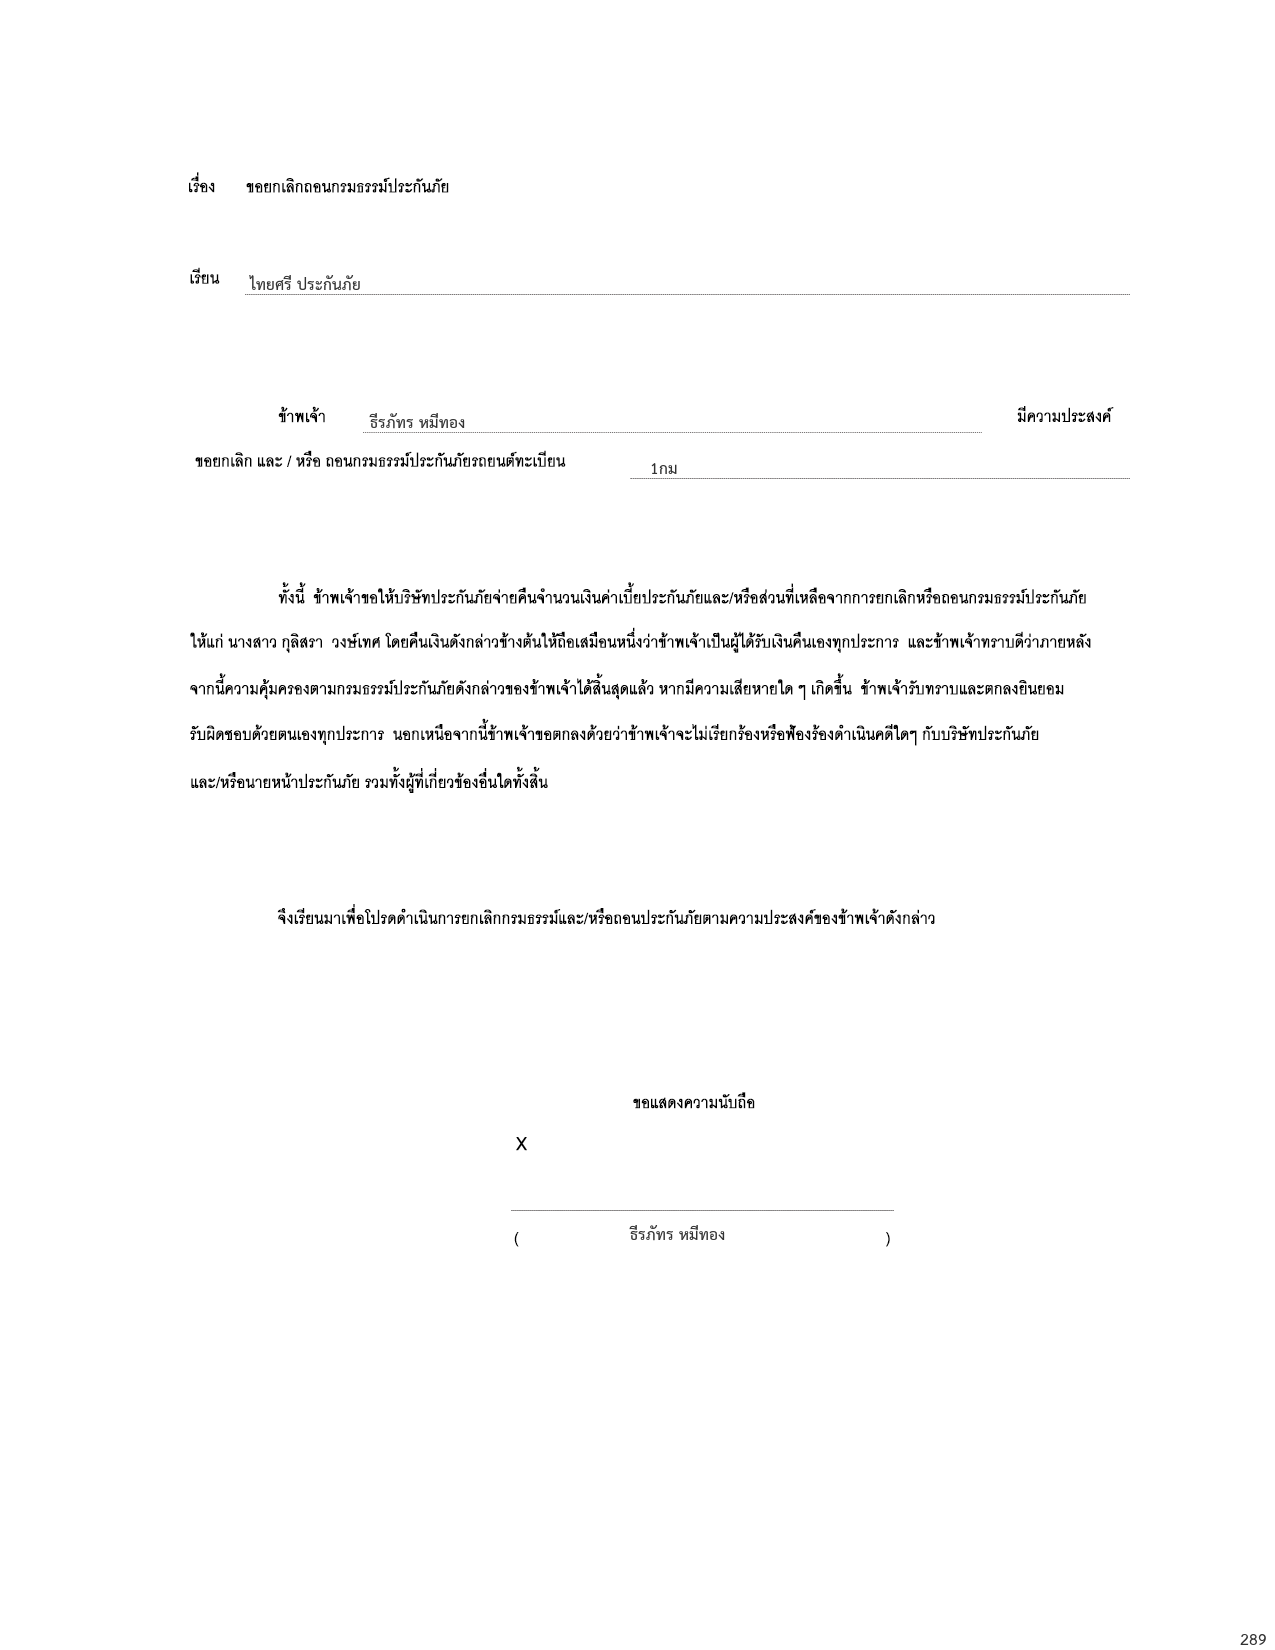 เรื่อง ขอยกเลิกถอนกรมธรรม์ประกันภัย
เรียน ไทยศรี ประกันภัย
ข้าพเจ้า ธีรภัทร หมีทอง มีความประสงค์
ขอยกเลิก และ / หรือ ถอนกรมธรรม์ประกันภัยรถยนต์ทะเบียน 1กม
ทั้งนี้ ข้าพเจ้าขอให้บริษัทประกันภัยจ่ายคืนจำนวนเงินค่าเบี้ยประกันภัยและ/หรือส่วนที่เหลือจากการยกเลิกหรือถอนกรมธรรม์ประกันภัย
ให้แก่ นางสาว กุลิสรา วงษ์เทศ โดยคืนเงินดังกล่าวข้างต้นให้ถือเสมือนหนึ่งว่าข้าพเจ้าเป็นผู้ได้รับเงินคืนเองทุกประการ และข้าพเจ้าทราบดีว่าภายหลัง
จากนี้ความคุ้มครองตามกรมธรรม์ประกันภัยดังกล่าวของข้าพเจ้าได้สิ้นสุดแล้ว หากมีความเสียหายใด ๆ เกิดขึ้น ข้าพเจ้ารับทราบและตกลงยินยอม
รับผิดชอบด้วยตนเองทุกประการ นอกเหนือจากนี้ข้าพเจ้าขอตกลงด้วยว่าข้าพเจ้าจะไม่เรียกร้องหรือฟ้องร้องดำเนินคดีใดๆ กับบริษัทประกันภัย
และ/หรือนายหน้าประกันภัย รวมทั้งผู้ที่เกี่ยวข้องอื่นใดทั้งสิ้น
จึงเรียนมาเพื่อโปรดดำเนินการยกเลิกกรมธรรม์และ/หรือถอนประกันภัยตามความประสงค์ของข้าพเจ้าดังกล่าว
ขอแสดงความนับถือ
X
( ธีรภัทร หมีทอง )
289